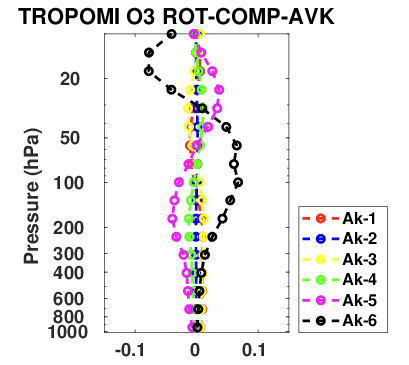 TROPOMI O3 ROT-COMP-AVK
20
50
100
200
300
400
600
800
1000
Pressure (hPa)
-0.1
0
0.1
Ak-1
Ak-2
Ak-3
Ak-4
Ak-5
Ak-6